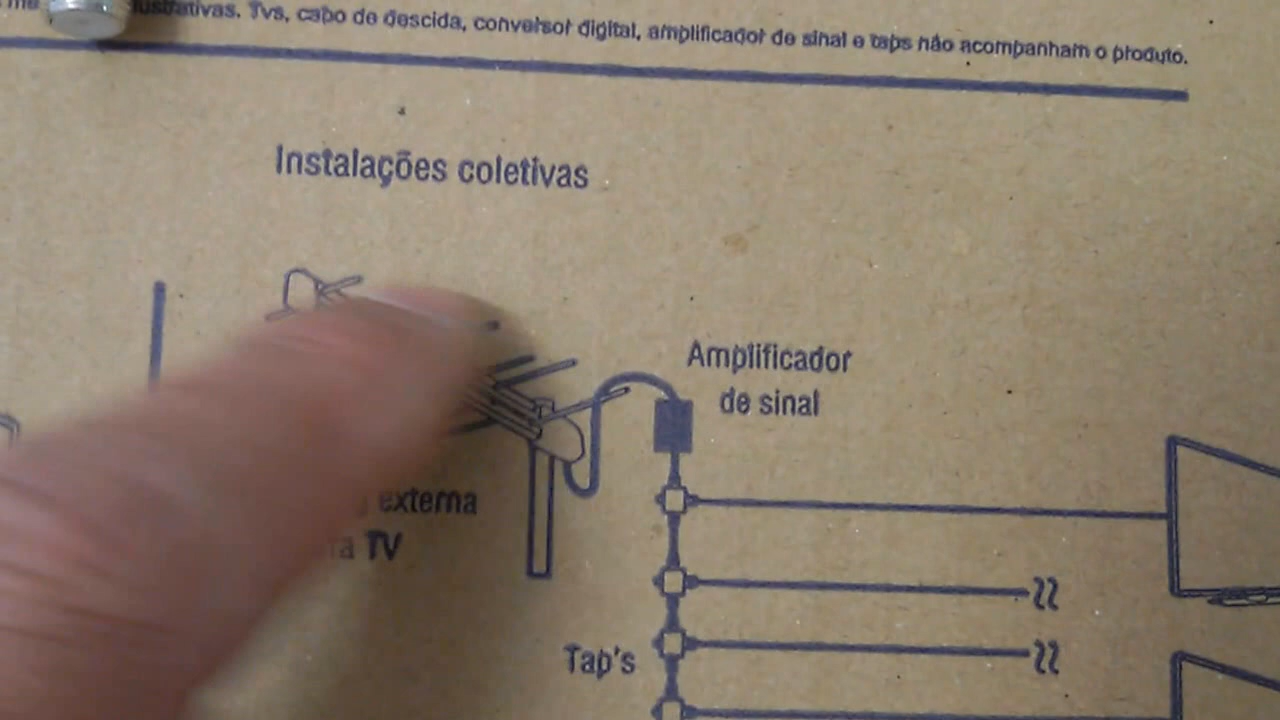 ilustrativas. Tvs, cabo de descida, conversor digital, amplificador de sinal e taps não acompanham o produto.
Instalações coletivas
Amplificador
de sinal
externa
TV
Tap's